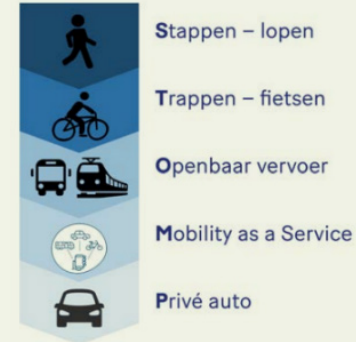 Stappen – lopen
Trappen – fietsen
Openbaar vervoer
Mobility as a Service
Privé auto